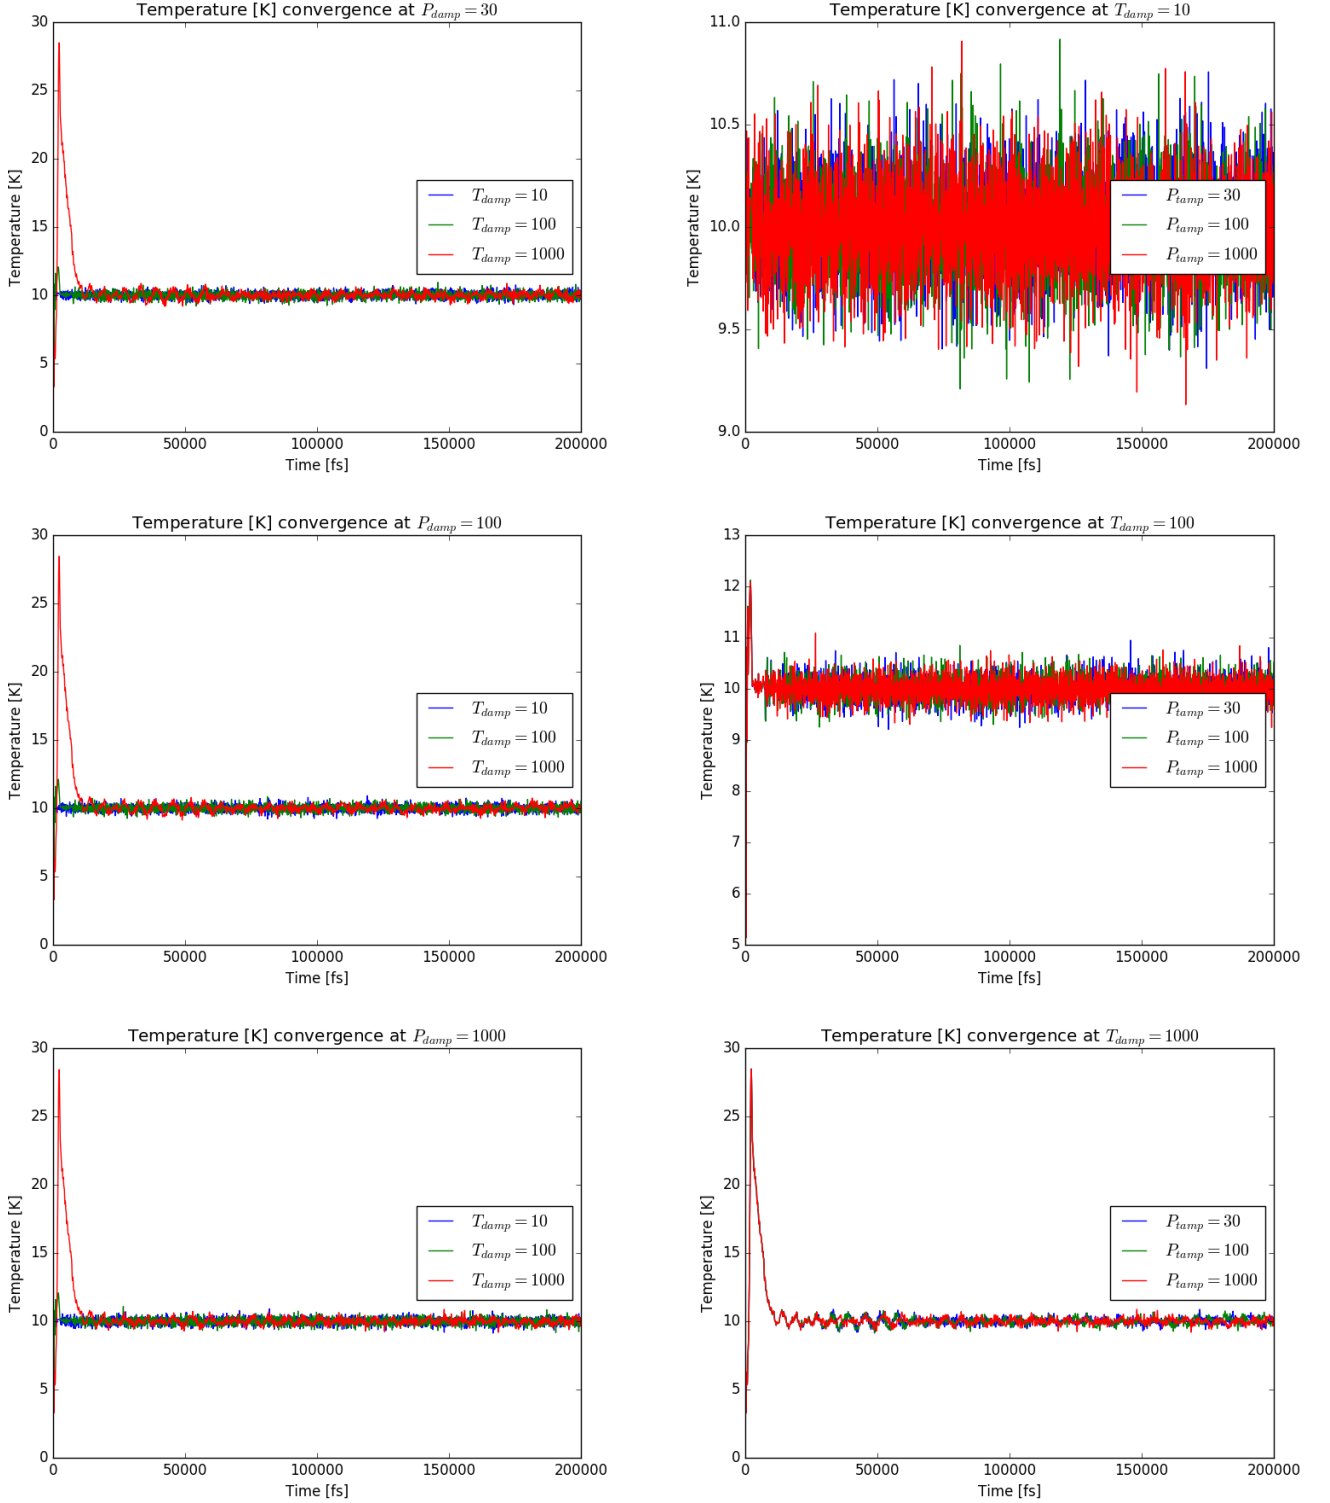 Temperature [K] convergence at P_damp = 30
30
25
20
15
10
5
0
Temperature [K]
T_damp = 10
T_damp = 100
T_damp = 1000
0 50000 100000 150000 200000
Time [fs]
Temperature [K] convergence at T_damp = 10
11.0
10.5
10.0
9.5
9.0
Temperature [K]
P_tamp = 30
P_tamp = 100
P_tamp = 1000
0 50000 100000 150000 200000
Time [fs]
Temperature [K] convergence at P_damp = 100
30
25
20
15
10
5
0
Temperature [K]
T_damp = 10
T_damp = 100
T_damp = 1000
0 50000 100000 150000 200000
Time [fs]
Temperature [K] convergence at T_damp = 100
13
12
11
10
9
8
7
6
5
Temperature [K]
P_tamp = 30
P_tamp = 100
P_tamp = 1000
0 50000 100000 150000 200000
Time [fs]
Temperature [K] convergence at P_damp = 1000
30
25
20
15
10
5
0
Temperature [K]
T_damp = 10
T_damp = 100
T_damp = 1000
0 50000 100000 150000 200000
Time [fs]
Temperature [K] convergence at T_damp = 1000
30
25
20
15
10
5
0
Temperature [K]
P_tamp = 30
P_tamp = 100
P_tamp = 1000
0 50000 100000 150000 200000
Time [fs]